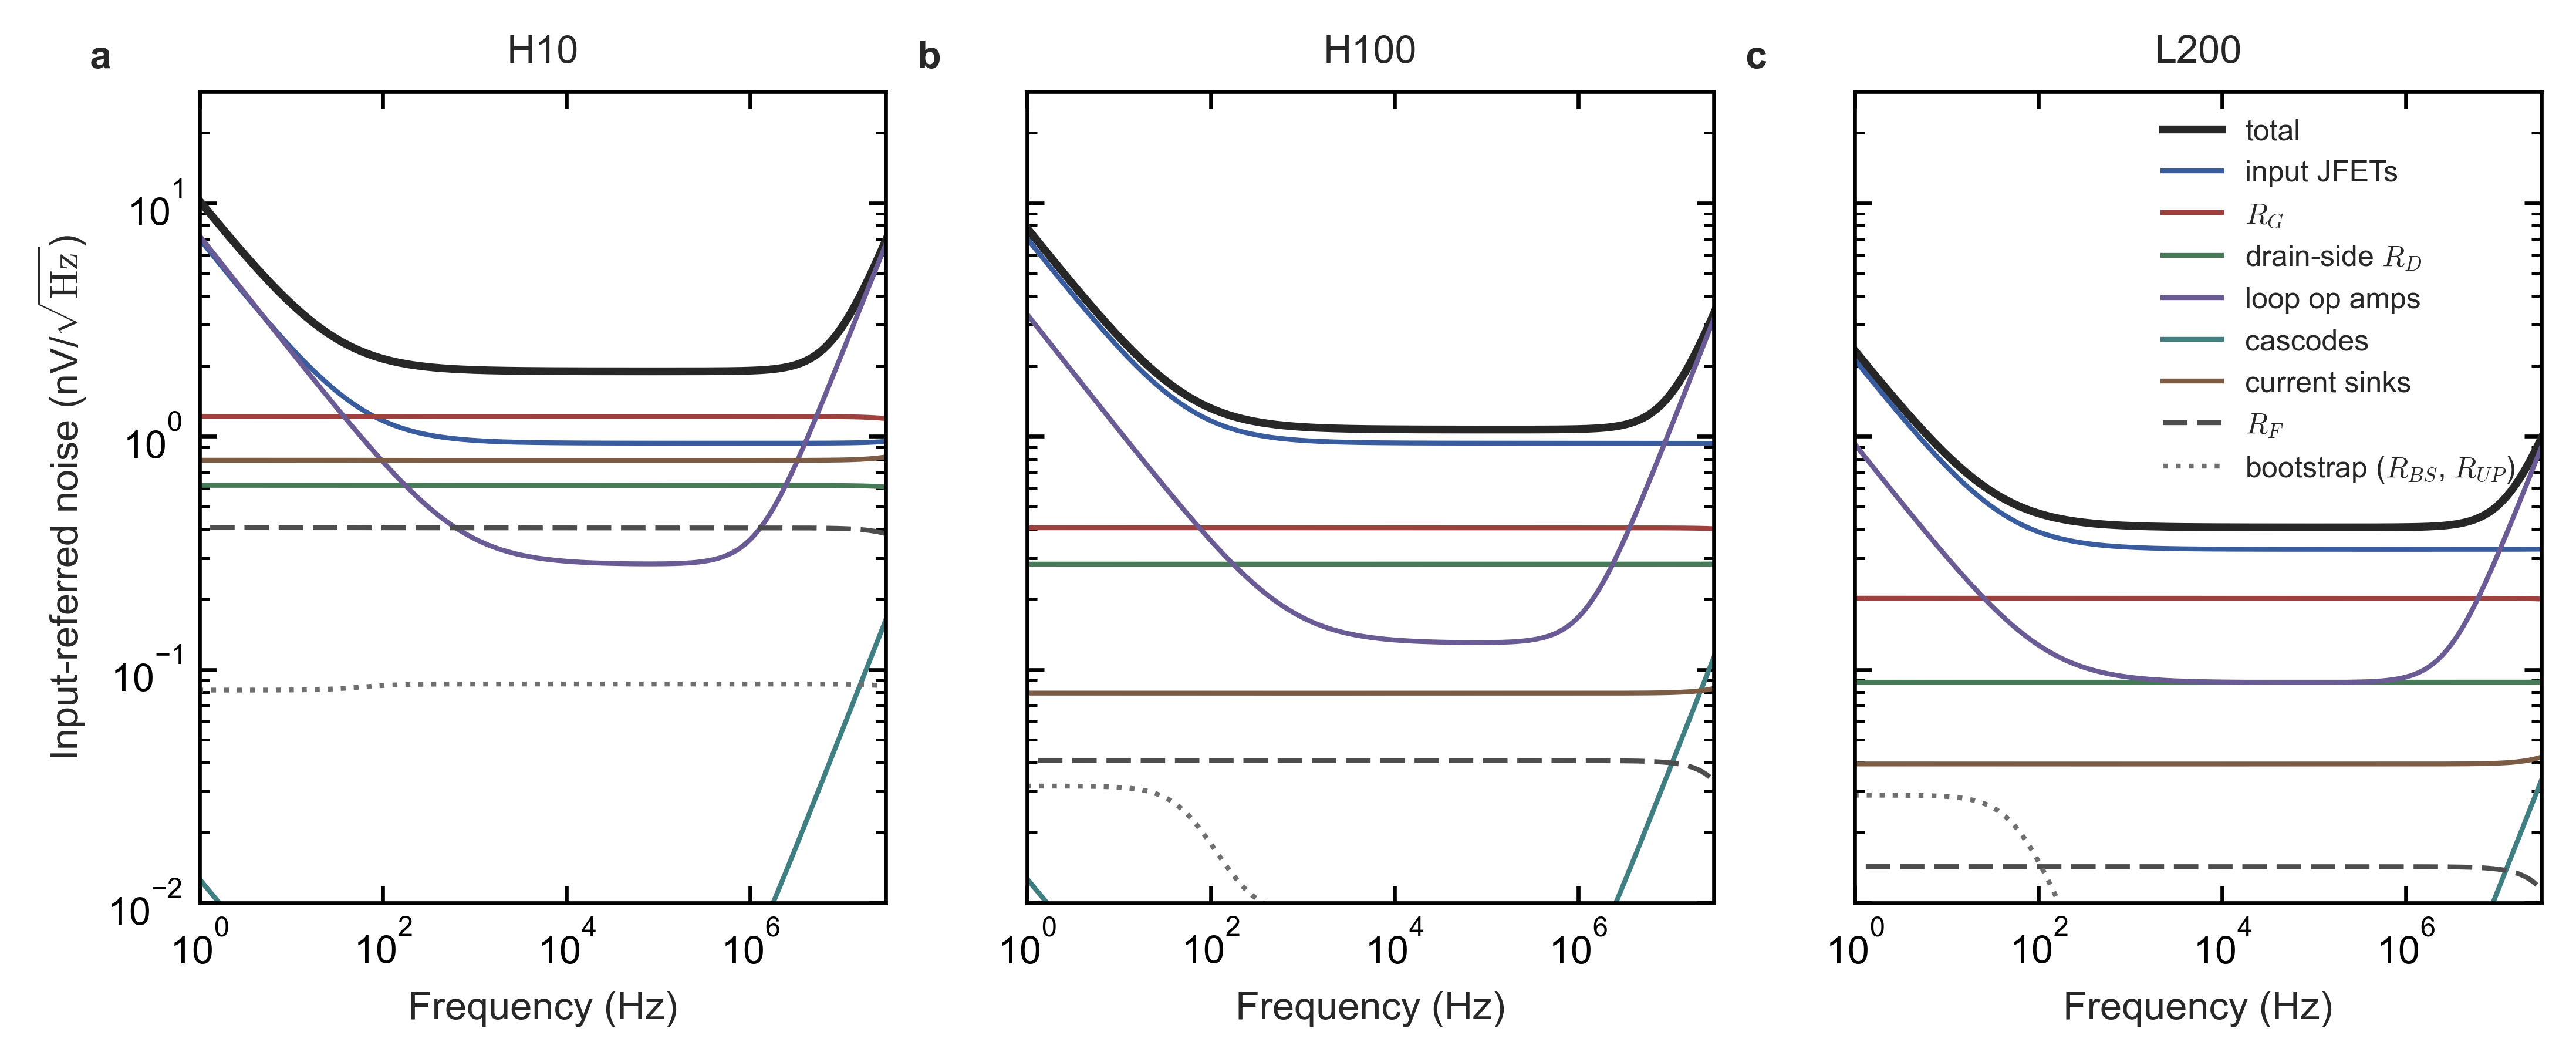 a H10
b H100
c L200
Input-referred noise (nV/√Hz)
10^1
10^0
10^−1
10^−2
total
input JFETs
R_G
drain-side R_D
loop op amps
cascodes
current sinks
R_F
bootstrap (R_BS, R_UP)
10^0 10^2 10^4 10^6
10^0 10^2 10^4 10^6
10^0 10^2 10^4 10^6
Frequency (Hz)
Frequency (Hz)
Frequency (Hz)